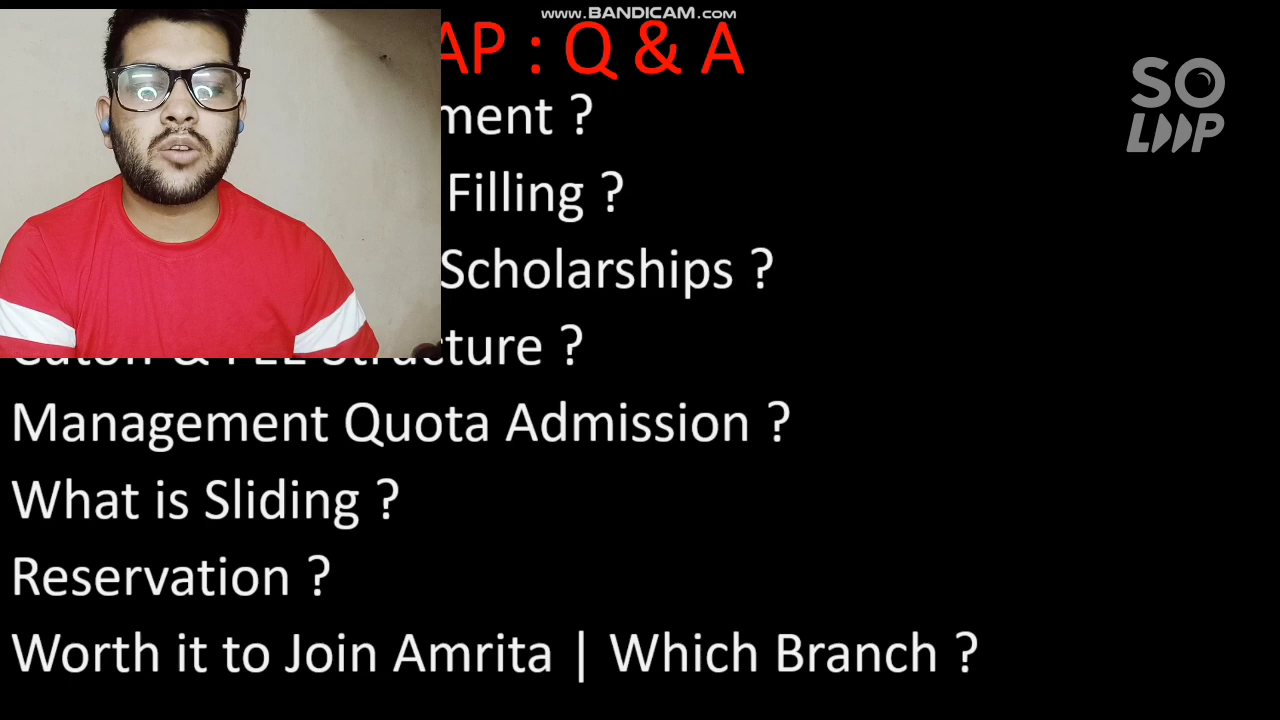 www.BANDICAM.com
AP : Q & A
SO
LOOP
ment ?
Filling ?
Scholarships ?
cture ?
Management Quota Admission ?
What is Sliding ?
Reservation ?
Worth it to Join Amrita | Which Branch ?